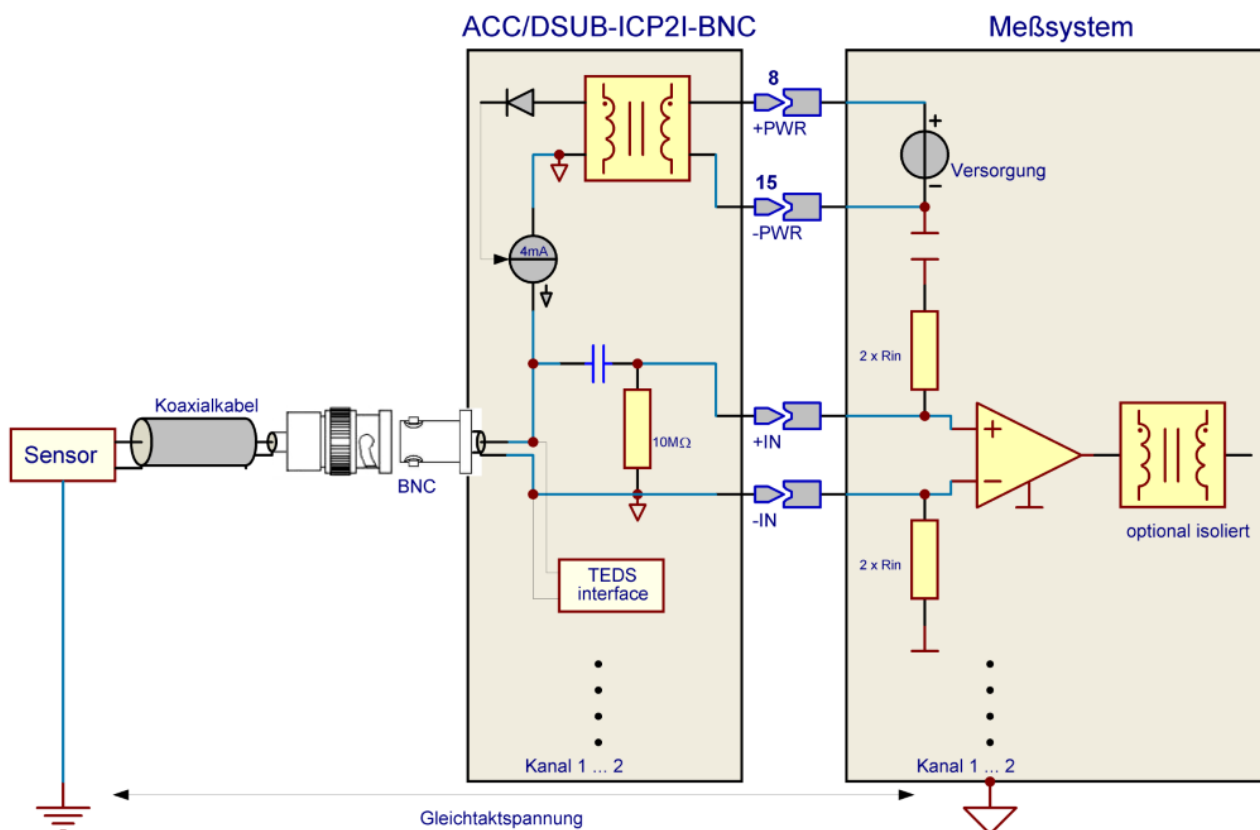 ACC/DSUB-ICP2I-BNC
Meßsystem
8
+PWR
+
Versorgung
−
15
-PWR
4mA
2 x Rin
Koaxialkabel
Sensor
BNC
10MΩ
+IN
+
−
-IN
optional isoliert
TEDS
interface
2 x Rin
Kanal 1 ... 2
Kanal 1 ... 2
Gleichtaktspannung